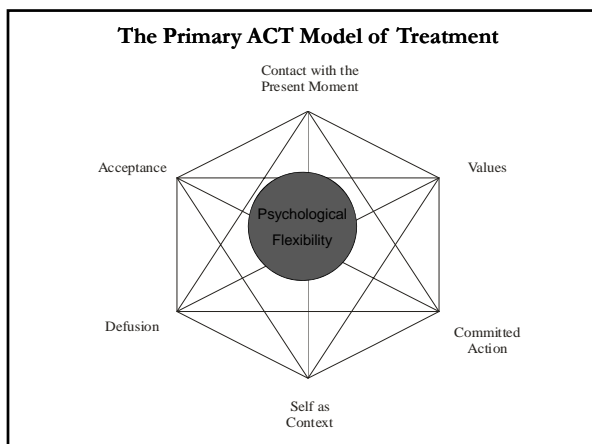 The Primary ACT Model of Treatment
Contact with the
Present Moment
Acceptance
Values
Psychological
Flexibility
Defusion
Committed
Action
Self as
Context